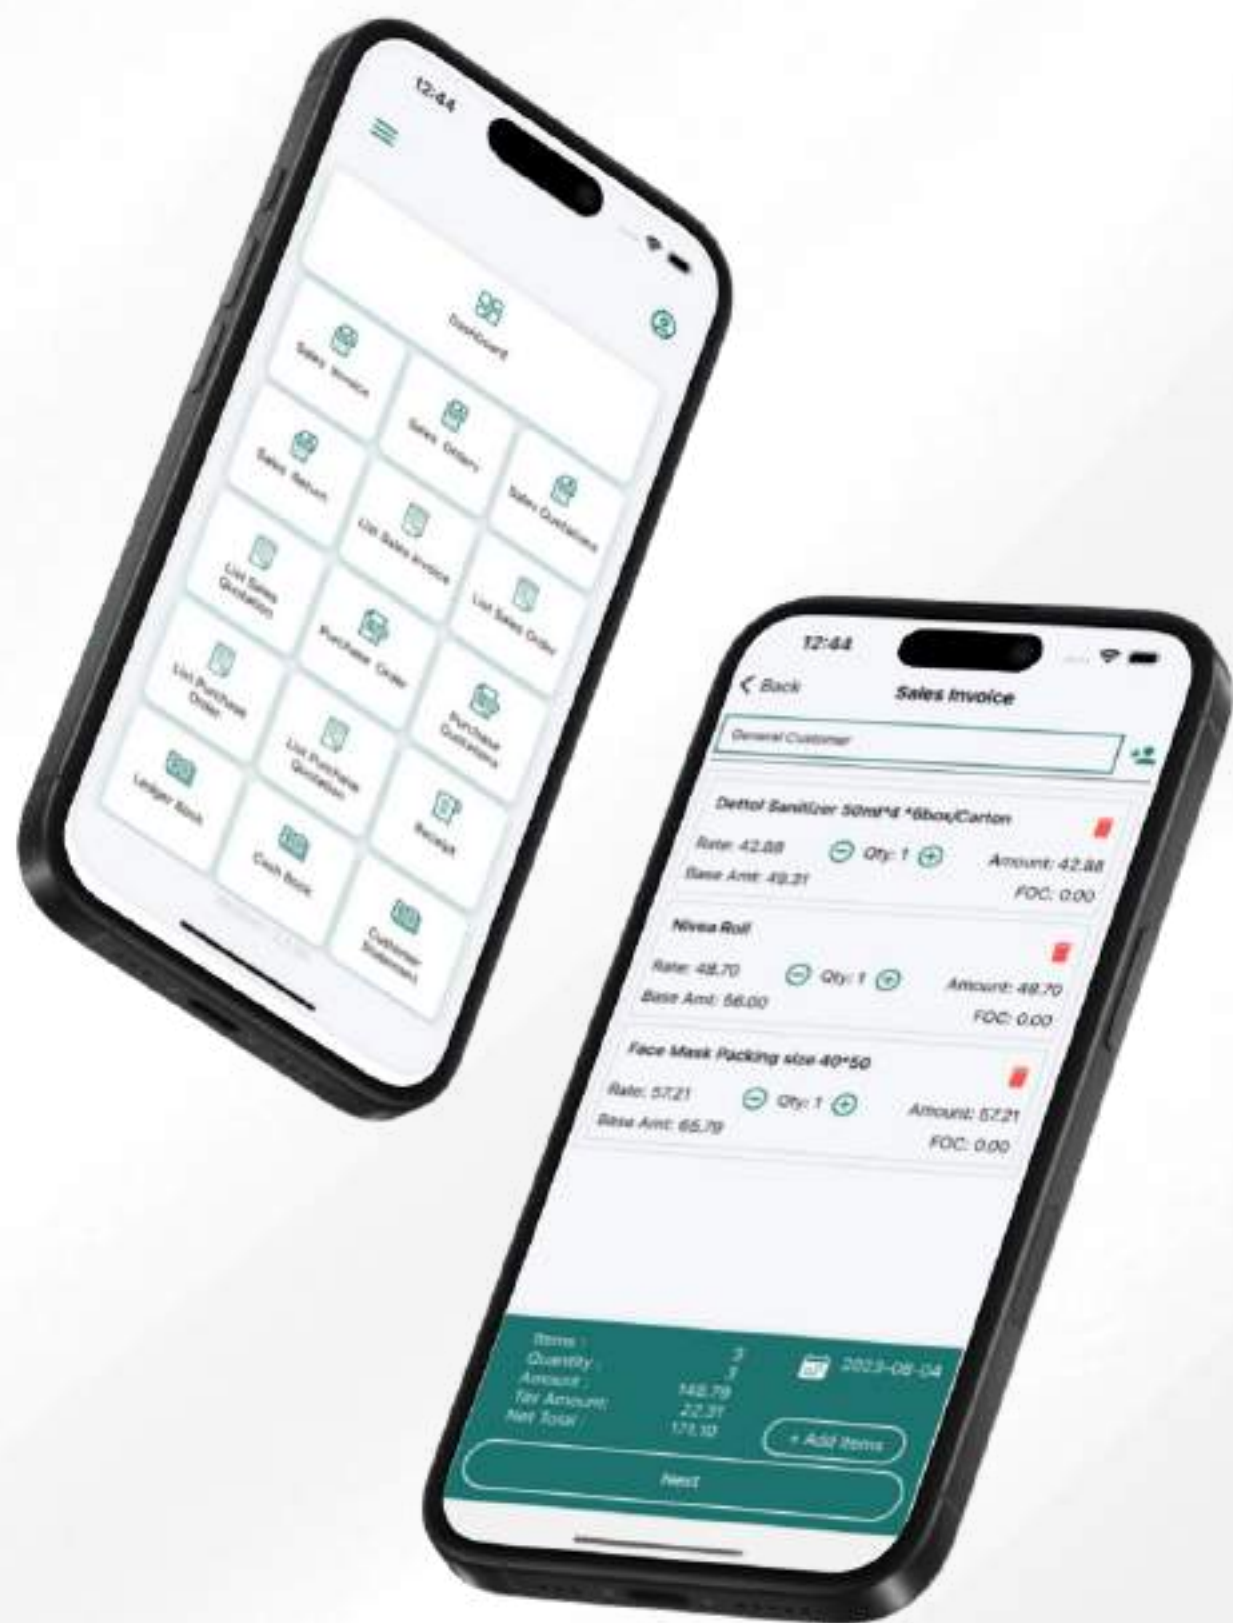 12:44
Dashboard
Sales Invoice
Sales Orders
Sales Quotations
Sales Return
List Sales Invoice
List Sales Order
List Sales
Quotation
Purchase Order
Purchase
Quotations
List Purchase
Order
List Purchase
Quotation
Receipt
Ledger Book
Cash Book
Customer
Statement
12:44
Back
Sales Invoice
General Customer
Dettol Sanitizer 50ml*4 *6box/Carton
Rate: 42.88 Qty: 1 Amount: 42.88
Base Amt: 49.31 FOC: 0.00
Nivea Roll
Rate: 48.70 Qty: 1 Amount: 48.70
Base Amt: 56.00 FOC: 0.00
Face Mask Packing size 40*50
Rate: 57.21 Qty: 1 Amount: 57.21
Base Amt: 65.79 FOC: 0.00
Items : 3
Quantity : 3
Amount : 148.79
Tax Amount: 22.31
Net Total : 171.10
2023-08-04
+ Add Items
Next